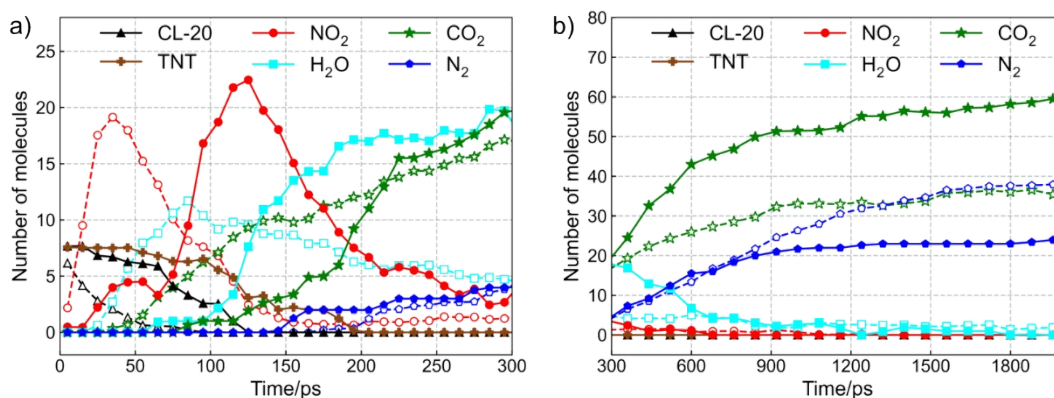 a)
CL-20 NO₂ CO₂
TNT H₂O N₂
Number of molecules
25
20
15
10
5
0
0 50 100 150 200 250 300
Time/ps
b)
CL-20 NO₂ CO₂
TNT H₂O N₂
Number of molecules
80
70
60
50
40
30
20
10
0
300 600 900 1200 1500 1800
Time/ps